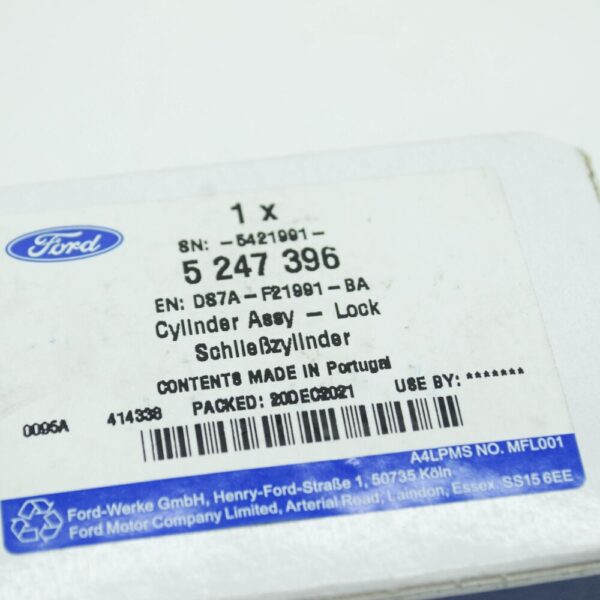 Ford
1 x
SN: -5421991-
5 247 396
EN: DS7A-F21991-BA
Cylinder Assy - Lock
Schließzylinder
CONTENTS MADE IN Portugal
0095A 414338 PACKED: 20DEC2021 USE BY: *******
A4LPMS NO. MFL001
Ford-Werke GmbH, Henry-Ford-Straße 1, 50735 Köln
Ford Motor Company Limited, Arterial Road, Laindon, Essex. SS15 6EE